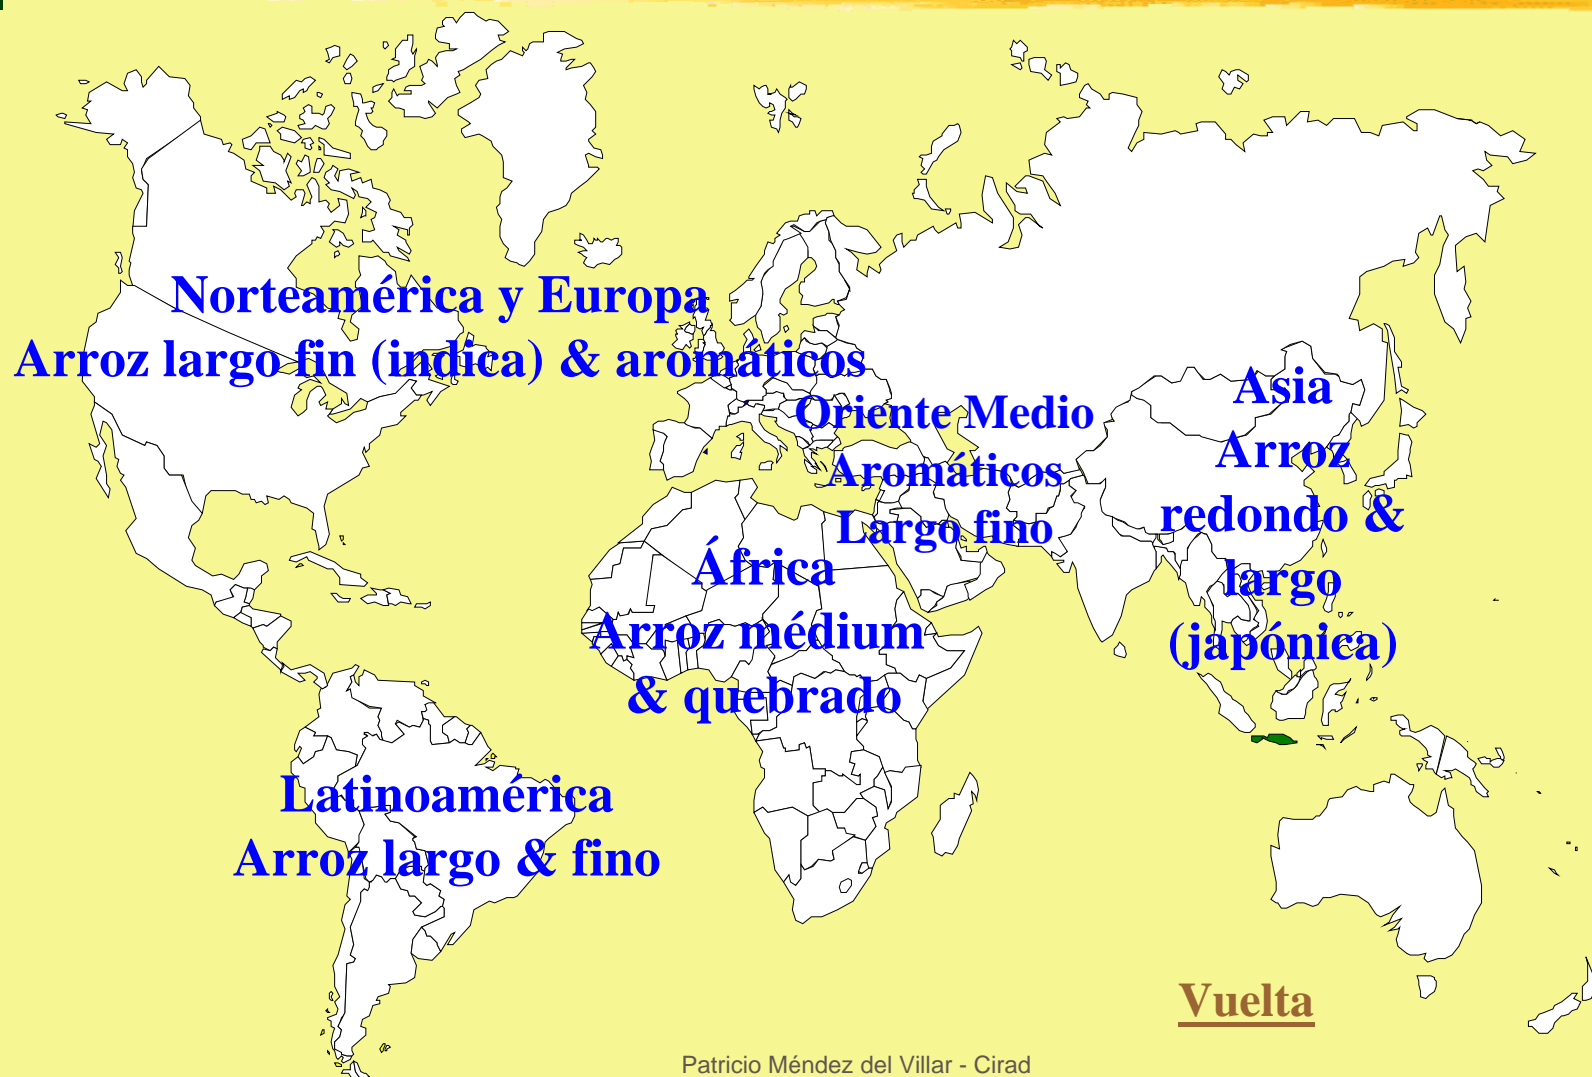 Norteamérica y Europa
Arroz largo fin (indica) & aromáticos
Oriente Medio
Aromáticos
Largo fino
Asia
Arroz
redondo &
largo
(japónica)
África
Arroz médium
& quebrado
Latinoamérica
Arroz largo & fino
Vuelta
Patricio Méndez del Villar - Cirad